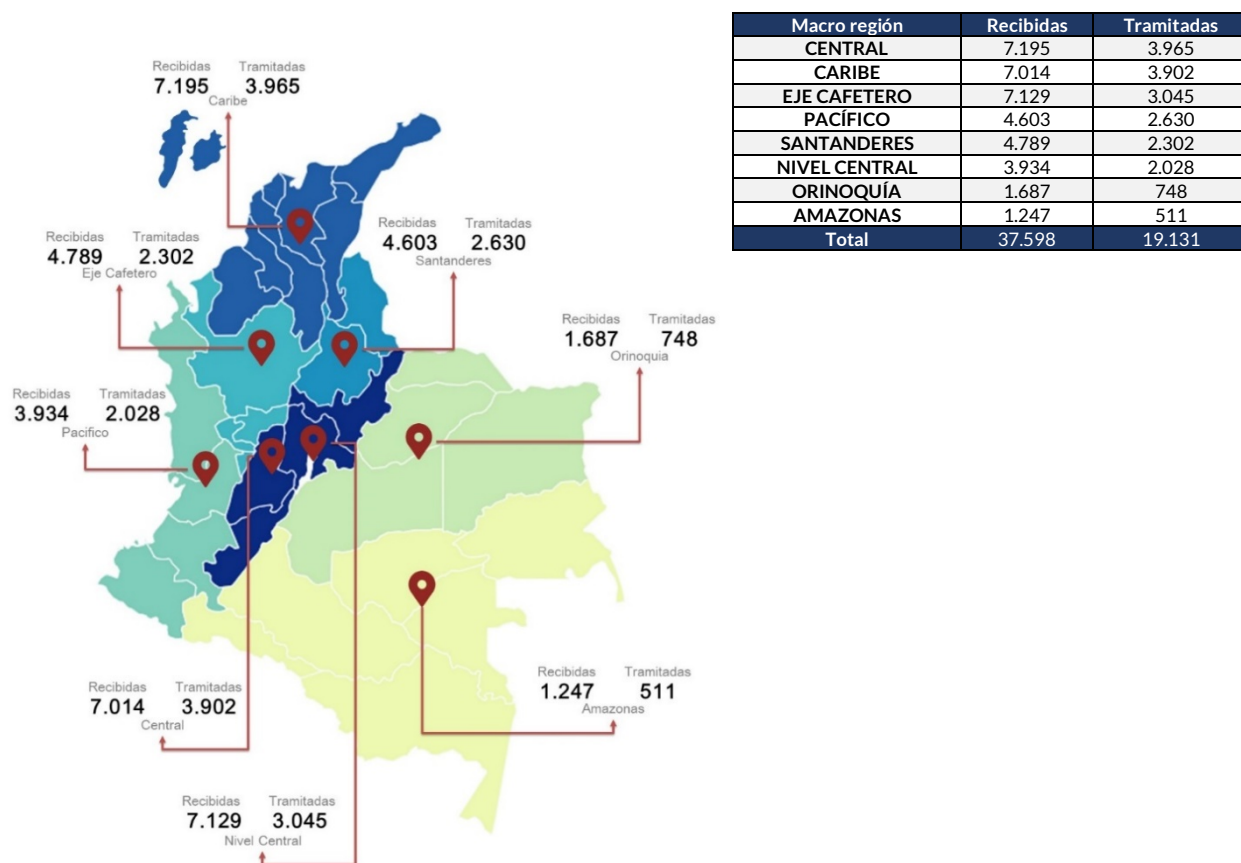 Macro región Recibidas Tramitadas
CENTRAL 7.195 3.965
CARIBE 7.014 3.902
EJE CAFETERO 7.129 3.045
PACÍFICO 4.603 2.630
SANTANDERES 4.789 2.302
NIVEL CENTRAL 3.934 2.028
ORINOQUÍA 1.687 748
AMAZONAS 1.247 511
Total 37.598 19.131
Recibidas Tramitadas
7.195 3.965
Caribe
Recibidas Tramitadas
4.603 2.630
Santanderes
Recibidas Tramitadas
4.789 2.302
Eje Cafetero
Recibidas Tramitadas
1.687 748
Orinoquia
Recibidas Tramitadas
3.934 2.028
Pacifico
Recibidas Tramitadas
1.247 511
Amazonas
Recibidas Tramitadas
7.014 3.902
Central
Recibidas Tramitadas
7.129 3.045
Nivel Central